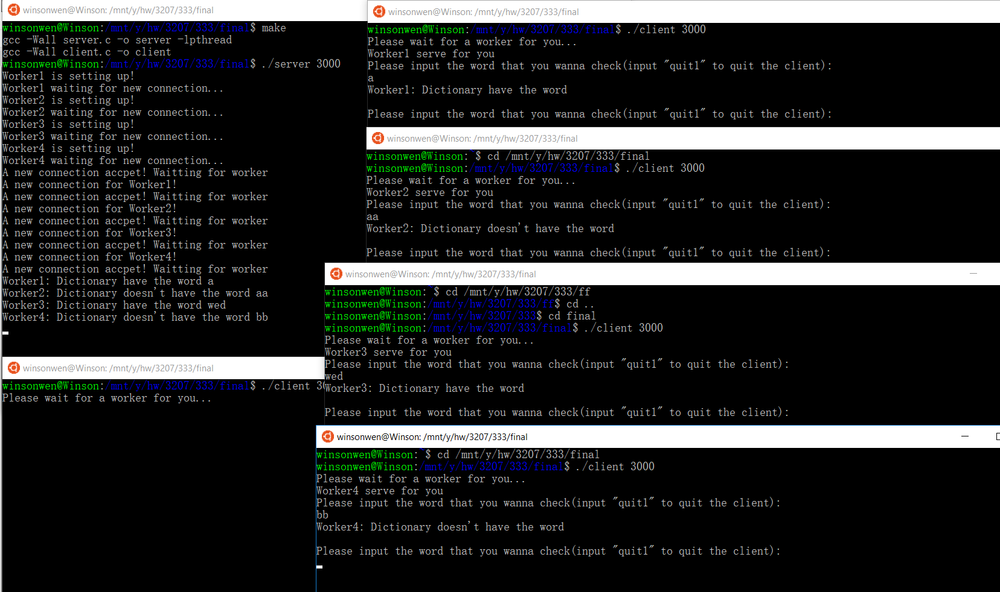 winsonwen@Winson: /mnt/y/hw/3207/333/final
winsonwen@Winson:/mnt/y/hw/3207/333/final$ make
gcc -Wall server.c -o server -lpthread
gcc -Wall client.c -o client
winsonwen@Winson:/mnt/y/hw/3207/333/final$ ./server 3000
Worker1 is setting up!
Worker1 waiting for new connection...
Worker2 is setting up!
Worker2 waiting for new connection...
Worker3 is setting up!
Worker3 waiting for new connection...
Worker4 is setting up!
Worker4 waiting for new connection...
A new connection accpet! Waitting for worker
A new connection for Worker1!
A new connection accpet! Waitting for worker
A new connection for Worker2!
A new connection accpet! Waitting for worker
A new connection for Worker3!
A new connection accpet! Waitting for worker
A new connection for Worker4!
A new connection accpet! Waitting for worker
Worker1: Dictionary have the word a
Worker2: Dictionary doesn't have the word aa
Worker3: Dictionary have the word wed
Worker4: Dictionary doesn't have the word bb
winsonwen@Winson: /mnt/y/hw/3207/333/final
winsonwen@Winson:/mnt/y/hw/3207/333/final$ ./client 30
Please wait for a worker for you...
winsonwen@Winson: /mnt/y/hw/3207/333/final
winsonwen@Winson:/mnt/y/hw/3207/333/final$ ./client 3000
Please wait for a worker for you...
Worker1 serve for you
Please input the word that you wanna check(input "quit1" to quit the client):
a
Worker1: Dictionary have the word
Please input the word that you wanna check(input "quit1" to quit the client):
winsonwen@Winson: /mnt/y/hw/3207/333/final
winsonwen@Winson:~$ cd /mnt/y/hw/3207/333/final
winsonwen@Winson:/mnt/y/hw/3207/333/final$ ./client 3000
Please wait for a worker for you...
Worker2 serve for you
Please input the word that you wanna check(input "quit1" to quit the client):
aa
Worker2: Dictionary doesn't have the word
Please input the word that you wanna check(input "quit1" to quit the client):
winsonwen@Winson: /mnt/y/hw/3207/333/final
winsonwen@Winson:~$ cd /mnt/y/hw/3207/333/ff
winsonwen@Winson:/mnt/y/hw/3207/333/ff$ cd ..
winsonwen@Winson:/mnt/y/hw/3207/333$ cd final
winsonwen@Winson:/mnt/y/hw/3207/333/final$ ./client 3000
Please wait for a worker for you...
Worker3 serve for you
Please input the word that you wanna check(input "quit1" to quit the client):
wed
Worker3: Dictionary have the word
Please input the word that you wanna check(input "quit1" to quit the client):
winsonwen@Winson: /mnt/y/hw/3207/333/final
winsonwen@Winson:~$ cd /mnt/y/hw/3207/333/final
winsonwen@Winson:/mnt/y/hw/3207/333/final$ ./client 3000
Please wait for a worker for you...
Worker4 serve for you
Please input the word that you wanna check(input "quit1" to quit the client):
bb
Worker4: Dictionary doesn't have the word
Please input the word that you wanna check(input "quit1" to quit the client):